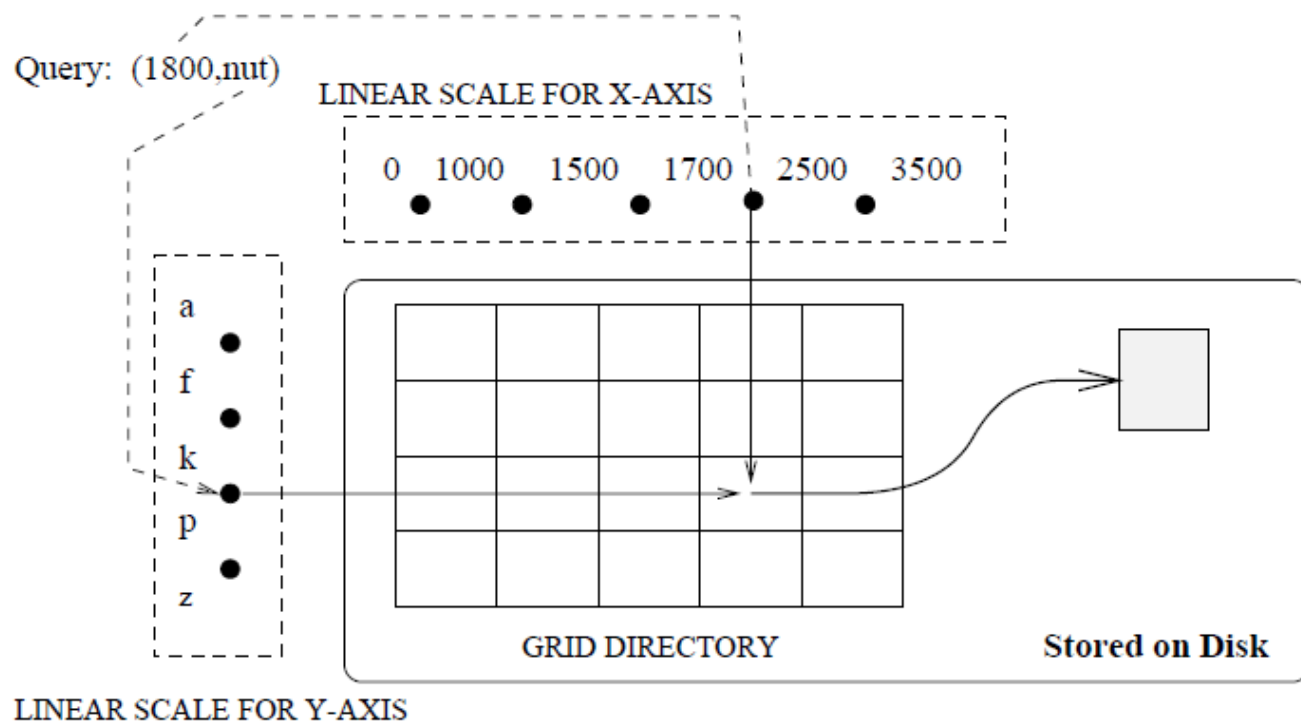 Query: (1800,nut)
LINEAR SCALE FOR X-AXIS
0 1000 1500 1700 2500 3500
a
f
k
p
z
GRID DIRECTORY
Stored on Disk
LINEAR SCALE FOR Y-AXIS